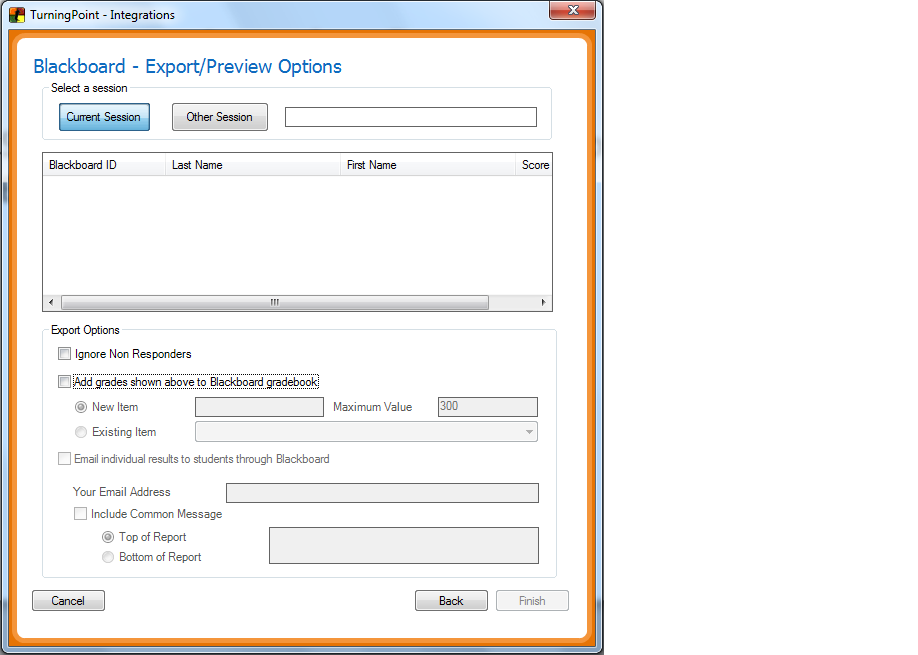 TurningPoint - Integrations
Blackboard - Export/Preview Options
Select a session
Current Session Other Session
Blackboard ID Last Name First Name Score
Export Options
Ignore Non Responders
Add grades shown above to Blackboard gradebook
New Item Maximum Value 300
Existing Item
Email individual results to students through Blackboard
Your Email Address
Include Common Message
Top of Report
Bottom of Report
Cancel Back Finish